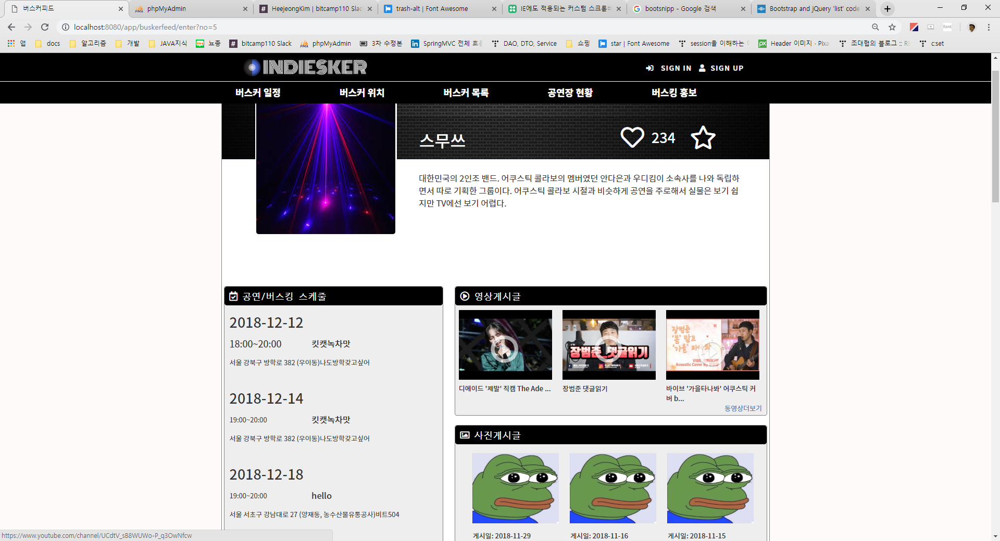 버스커피드
phpMyAdmin
HeejeongKim | bitcamp110 Slac
trash-alt | Font Awesome
IE에도 적용되는 커스텀 스크롤바
bootsnipp - Google 검색
Bootstrap and jQuery 'list' code
localhost:8080/app/buskerfeed/enter?no=5
font
앱
docs
알고리즘
개발
JAVA지식
blog
뇨종
bitcamp110 Slack
phpMyAdmin
3차 수정본
SpringMVC 전체 흐름
DAO, DTO, Service
쇼핑
star | Font Awesome
session을 이해하는
Header 이미지 - Pixa
조대협의 블로그 :: RE
c:set
INDIESKER
SIGN IN
SIGN UP
버스커 일정
버스커 위치
버스커 목록
공연장 현황
버스킹 홍보
스무쓰
234
대한민국의 2인조 밴드. 어쿠스틱 콜라보의 멤버였던 안다은과 우디킴이 소속사를 나와 독립하
면서 따로 기획한 그룹이다. 어쿠스틱 콜라보 시절과 비슷하게 공연을 주로해서 실물은 보기 쉽
지만 TV에선 보기 어렵다.
공연/버스킹 스케줄
2018-12-12
18:00~20:00 킷캣녹차맛
서울 강북구 방학로 382 (우이동)나도방학갖고싶어
2018-12-14
19:00~20:00 킷캣녹차맛
서울 강북구 방학로 382 (우이동)나도방학갖고싶어
2018-12-18
19:00~20:00 hello
서울 서초구 강남대로 27 (양재동, 농수산물유통공사)비트504
영상게시글
장범준 댓글읽기
장범준
'봄' 말고
'가을' 타나봐
VIBE
Acoustic Cover by
디에이드 '제발' 직캠 The Ade ...
장범준 댓글읽기
바이브 '가을타나봐' 어쿠스틱 커
버 b...
동영상더보기
사진게시글
게시일: 2018-11-29
게시일: 2018-11-16
게시일: 2018-11-15
https://www.youtube.com/channel/UCdtV_sB8WUWo-P_q3OwNfcw